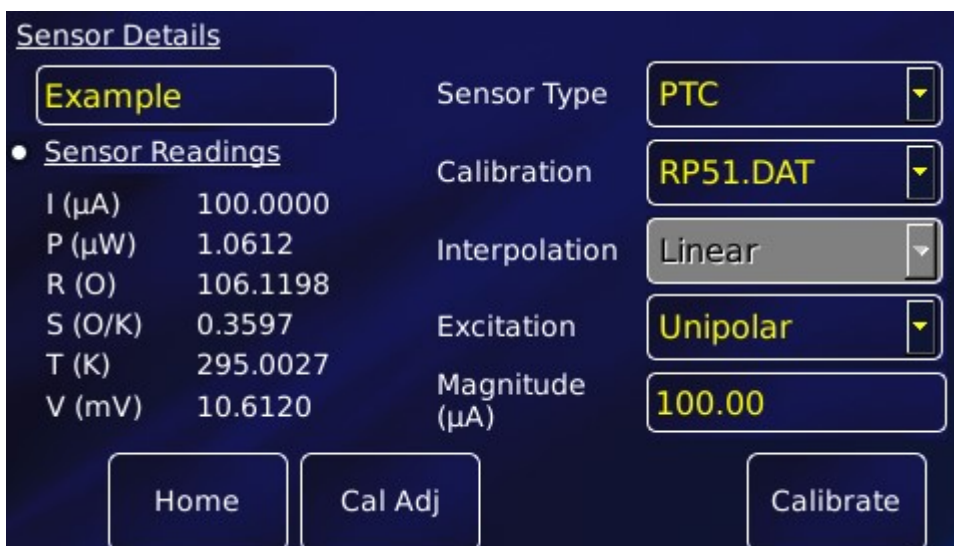 Sensor Details
Example
Sensor Readings
I (µA) 100.0000
P (µW) 1.0612
R (O) 106.1198
S (O/K) 0.3597
T (K) 295.0027
V (mV) 10.6120
Sensor Type PTC
Calibration RP51.DAT
Interpolation Linear
Excitation Unipolar
Magnitude
(µA) 100.00
Home Cal Adj Calibrate